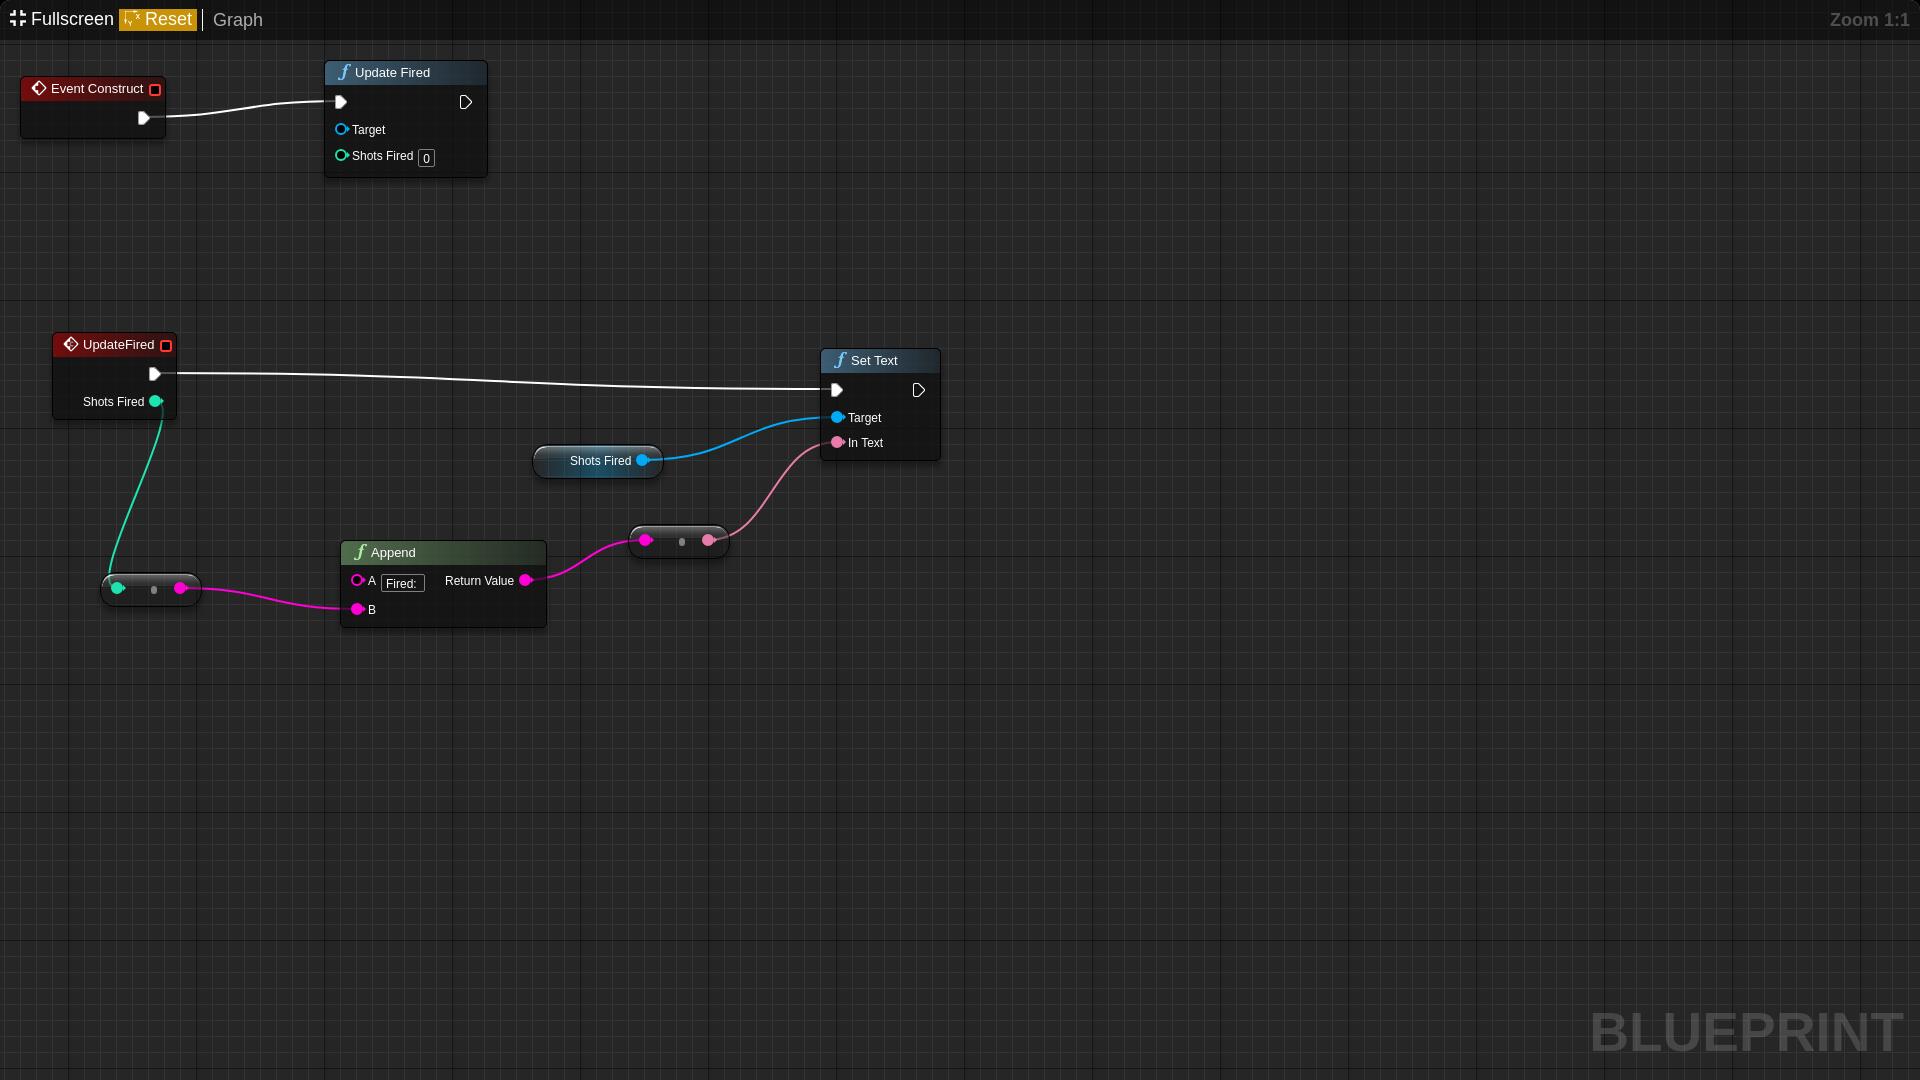 Fullscreen Reset Graph
Zoom 1:1
Event Construct
Update Fired
Target
Shots Fired 0
UpdateFired
Shots Fired
Set Text
Target
In Text
Shots Fired
Append
A Fired: Return Value
B
BLUEPRINT